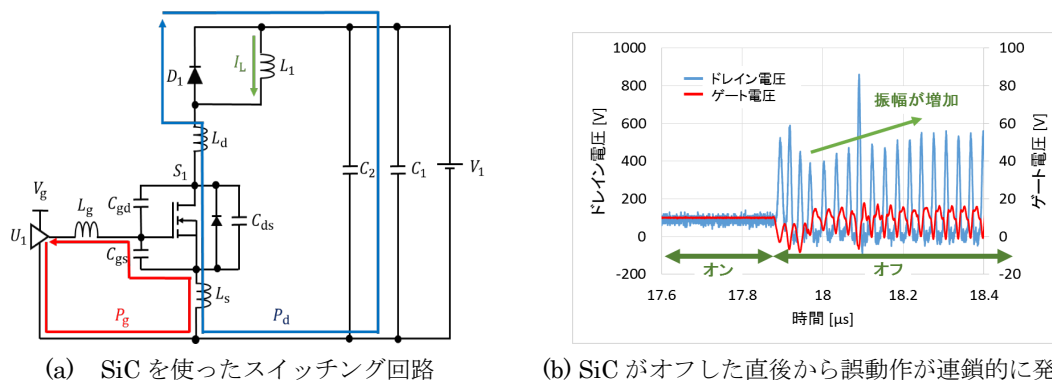 I_L
L_1
D_1
L_d
S_1
C_2
C_1
V_1
V_g
L_g
C_gd
C_ds
U_1
C_gs
L_s
P_g
P_d
(a) SiC を使ったスイッチング回路
1000
800
600
400
200
0
-200
ドレイン電圧 [V]
ドレイン電圧
ゲート電圧
振幅が増加
オン
オフ
100
80
60
40
20
0
-20
ゲート電圧 [V]
17.6
17.8
18
18.2
18.4
時間 [μs]
(b) SiC がオフした直後から誤動作が連鎖的に発